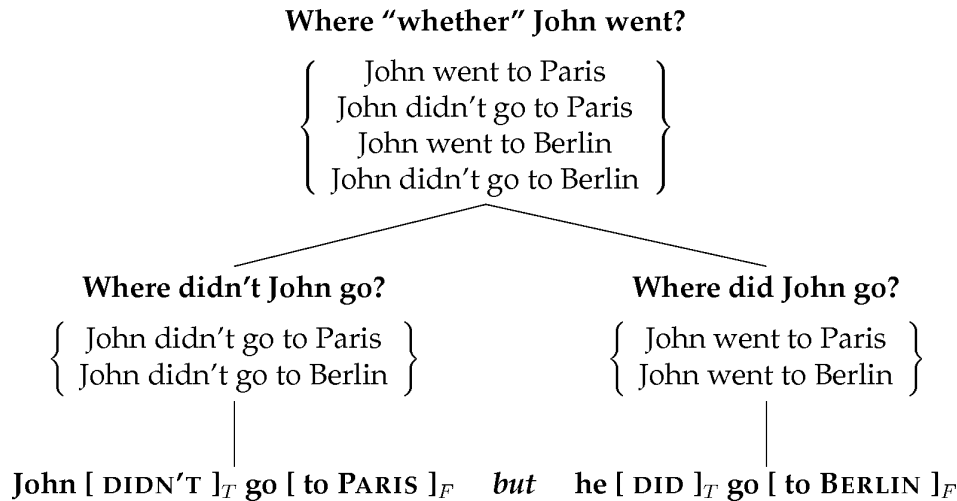 Where “whether” John went?
John went to Paris
John didn’t go to Paris
John went to Berlin
John didn’t go to Berlin
Where didn’t John go?
John didn’t go to Paris
John didn’t go to Berlin
Where did John go?
John went to Paris
John went to Berlin
John [ DIDN’T ]T go [ to PARIS ]F but he [ DID ]T go [ to BERLIN ]F